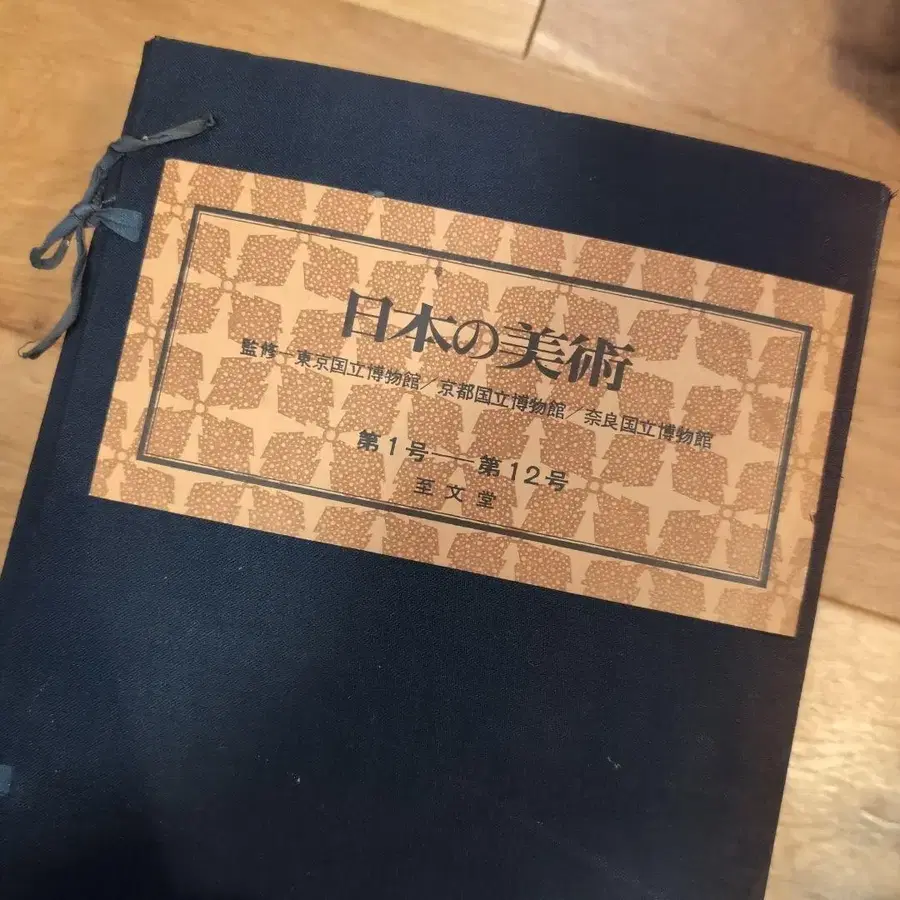 日本の美術
監修―東京国立博物館/京都国立博物館/奈良国立博物館
第1号――第12号
至文堂